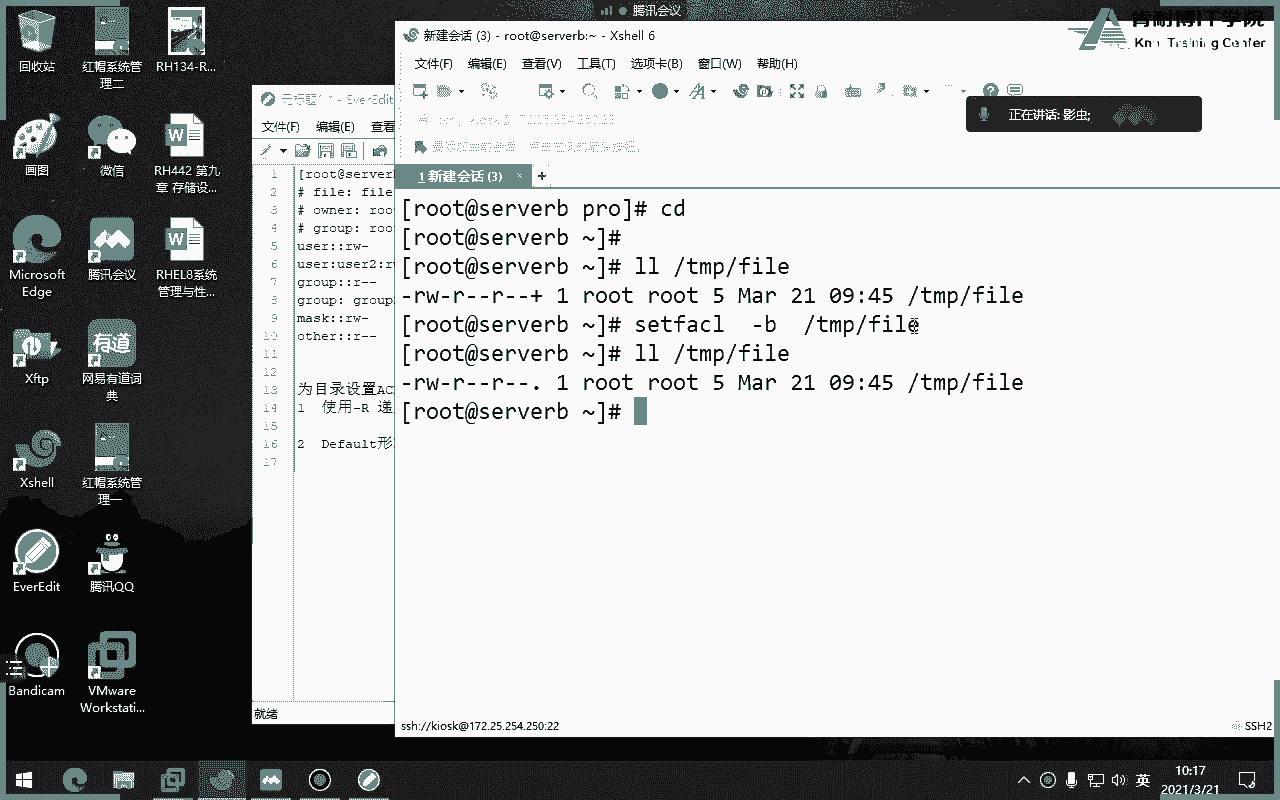 腾讯会议
肯耐博IT学院
Training Center
回收站
红帽系统管理二
RH134-R...
画图
微信
RH442 第九章 存储设...
Microsoft Edge
腾讯会议
RHEL8系统管理与性...
Xftp
网易有道词典
Xshell
红帽系统管理一
EverEdit
腾讯QQ
Bandicam
VMware Workstati...
文件(F) 编辑(E) 查看
1 [root@server
2 # file: file
3 # owner: roo
4 # group: roo
5 user::rw-
6 user:user2:r
7 group::r--
8 group: group
9 mask::rw-
10 other::r--
11
12
13 为目录设置AC
14 1 使用-R 递
15
16 2 Default形
17
就绪
新建会话 (3) - root@serverb:~ - Xshell 6
文件(F) 编辑(E) 查看(V) 工具(T) 选项卡(B) 窗口(W) 帮助(H)
正在讲话: 影虫;
1 新建会话 (3) × +
[root@serverb pro]# cd
[root@serverb ~]#
[root@serverb ~]# ll /tmp/file
-rw-r--r--+ 1 root root 5 Mar 21 09:45 /tmp/file
[root@serverb ~]# setfacl  -b  /tmp/file
[root@serverb ~]# ll /tmp/file
-rw-r--r--. 1 root root 5 Mar 21 09:45 /tmp/file
[root@serverb ~]#
ssh://kiosk@172.25.254.250:22
SSH2
英
10:17
2021/3/21